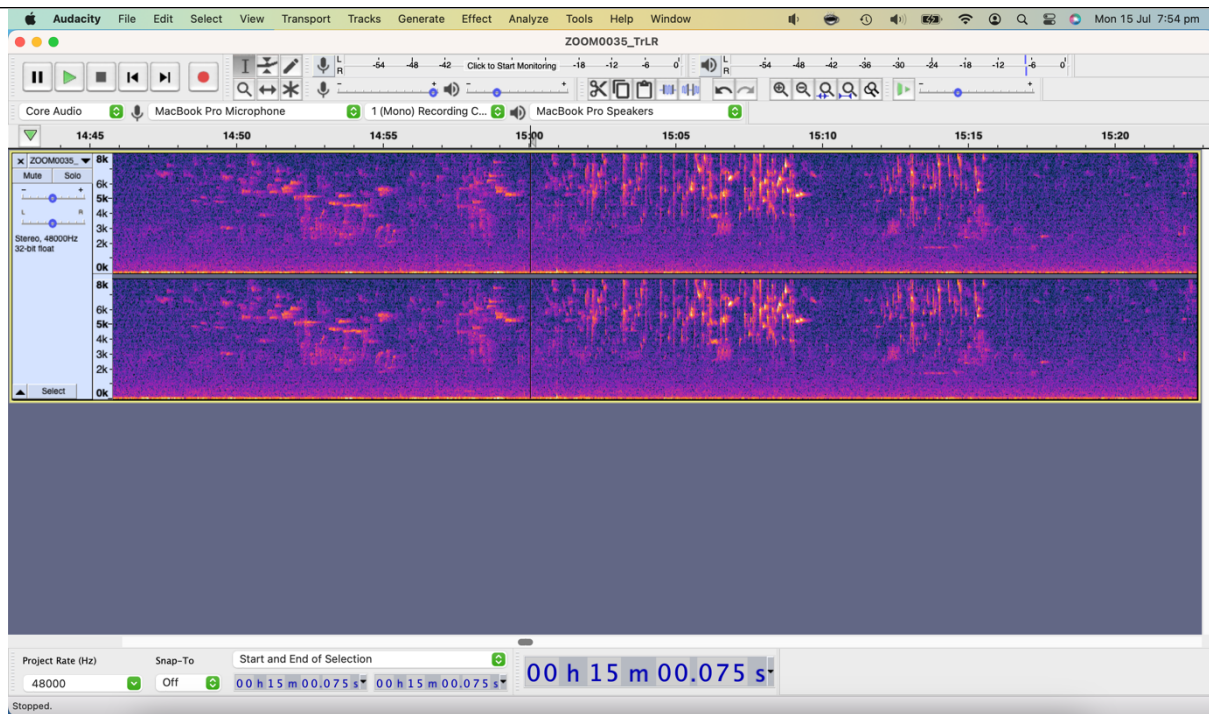 Audacity File Edit Select View Transport Tracks Generate Effect Analyze Tools Help Window Mon 15 Jul 7:54 pm
ZOOM0035_TrLR
L R -54 -48 -42 Click to Start Monitoring -18 -12 -6 0 L R -54 -48 -42 -36 -30 -24 -18 -12 -6 0
Core Audio MacBook Pro Microphone 1 (Mono) Recording C... MacBook Pro Speakers
14:45 14:50 14:55 15:00 15:05 15:10 15:15 15:20
× ZOOM0035_
Mute Solo
- +
L R
Stereo, 48000Hz
32-bit float
Select
8k
6k
5k
4k
3k
2k
0k
8k
6k
5k
4k
3k
2k
0k
Project Rate (Hz) Snap-To Start and End of Selection
48000 Off 00 h 15 m 00.075 s 00 h 15 m 00.075 s 00 h 15 m 00.075 s
Stopped.